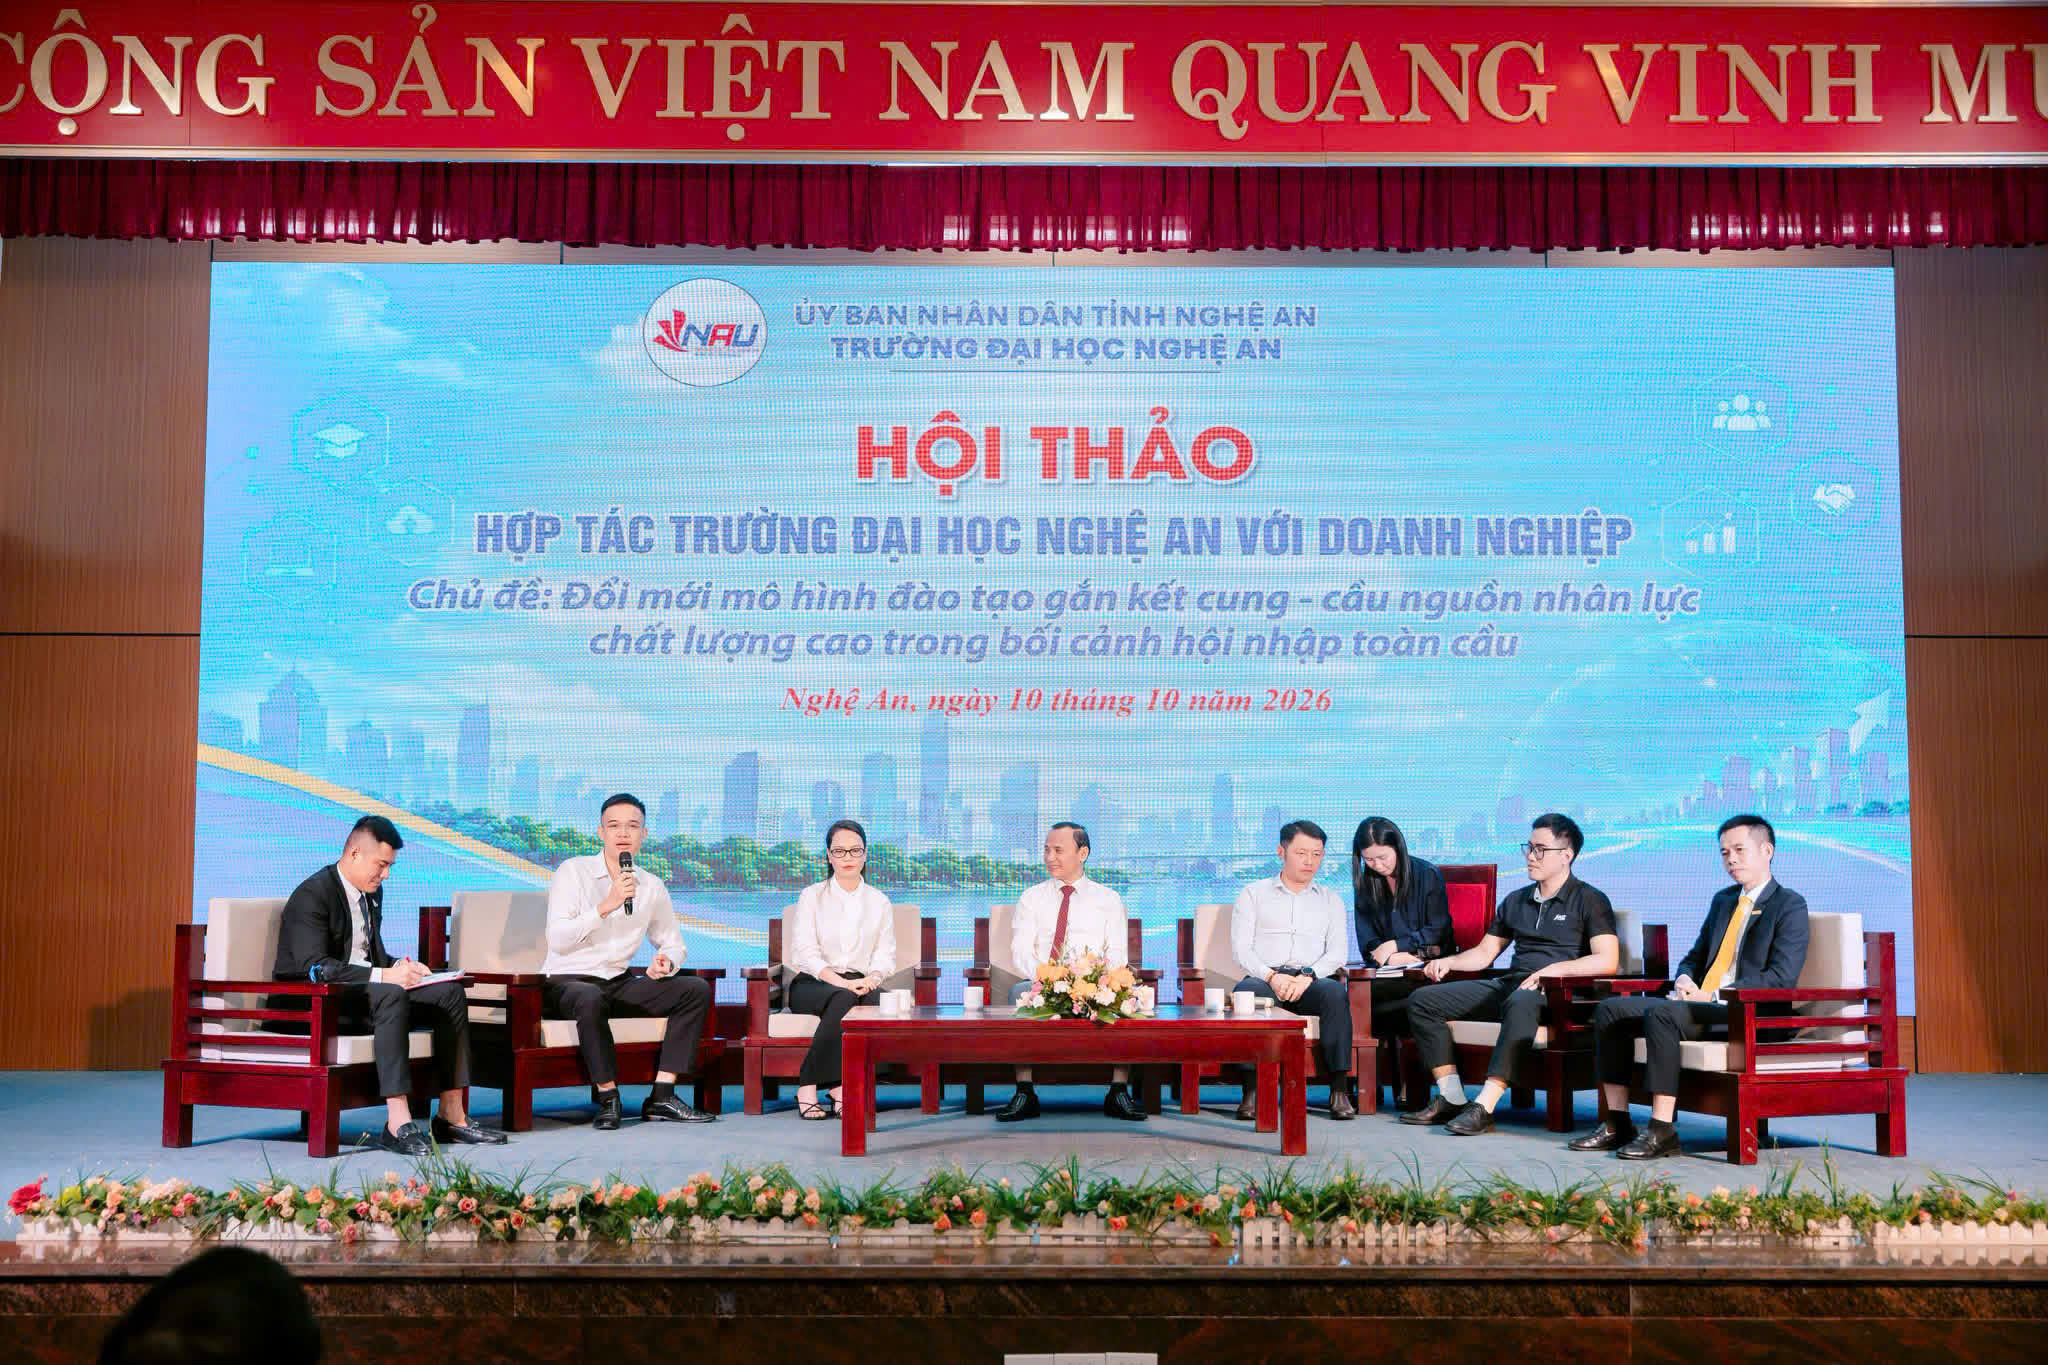 CỘNG SẢN VIỆT NAM QUANG VINH MU
NAU
ỦY BAN NHÂN DÂN TỈNH NGHỆ AN
TRƯỜNG ĐẠI HỌC NGHỆ AN
HỘI THẢO
HỢP TÁC TRƯỜNG ĐẠI HỌC NGHỆ AN VỚI DOANH NGHIỆP
Chủ đề: Đổi mới mô hình đào tạo gắn kết cung - cầu nguồn nhân lực
chất lượng cao trong bối cảnh hội nhập toàn cầu
Nghệ An, ngày 10 tháng 10 năm 2026